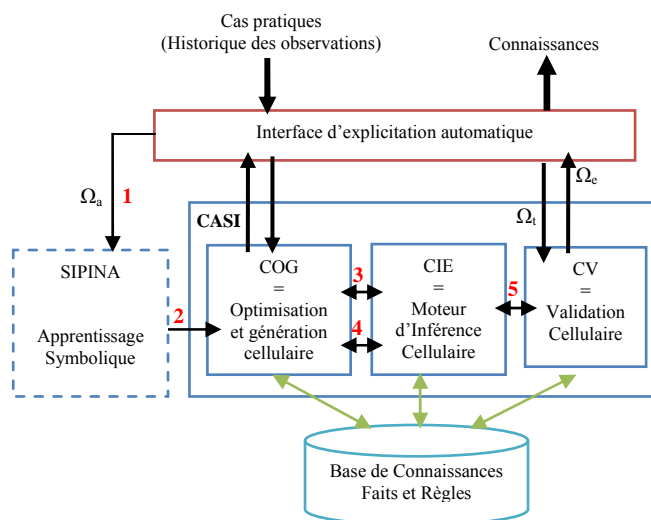 Cas pratiques
(Historique des observations)
Connaissances
Interface d'explicitation automatique
Ωa
1
Ωt
Ωe
CASI
SIPINA
Apprentissage
Symbolique
2
COG
=
Optimisation
et génération
cellulaire
3
4
CIE
=
Moteur
d'Inférence
Cellulaire
5
CV
=
Validation
Cellulaire
Base de Connaissances
Faits et Règles